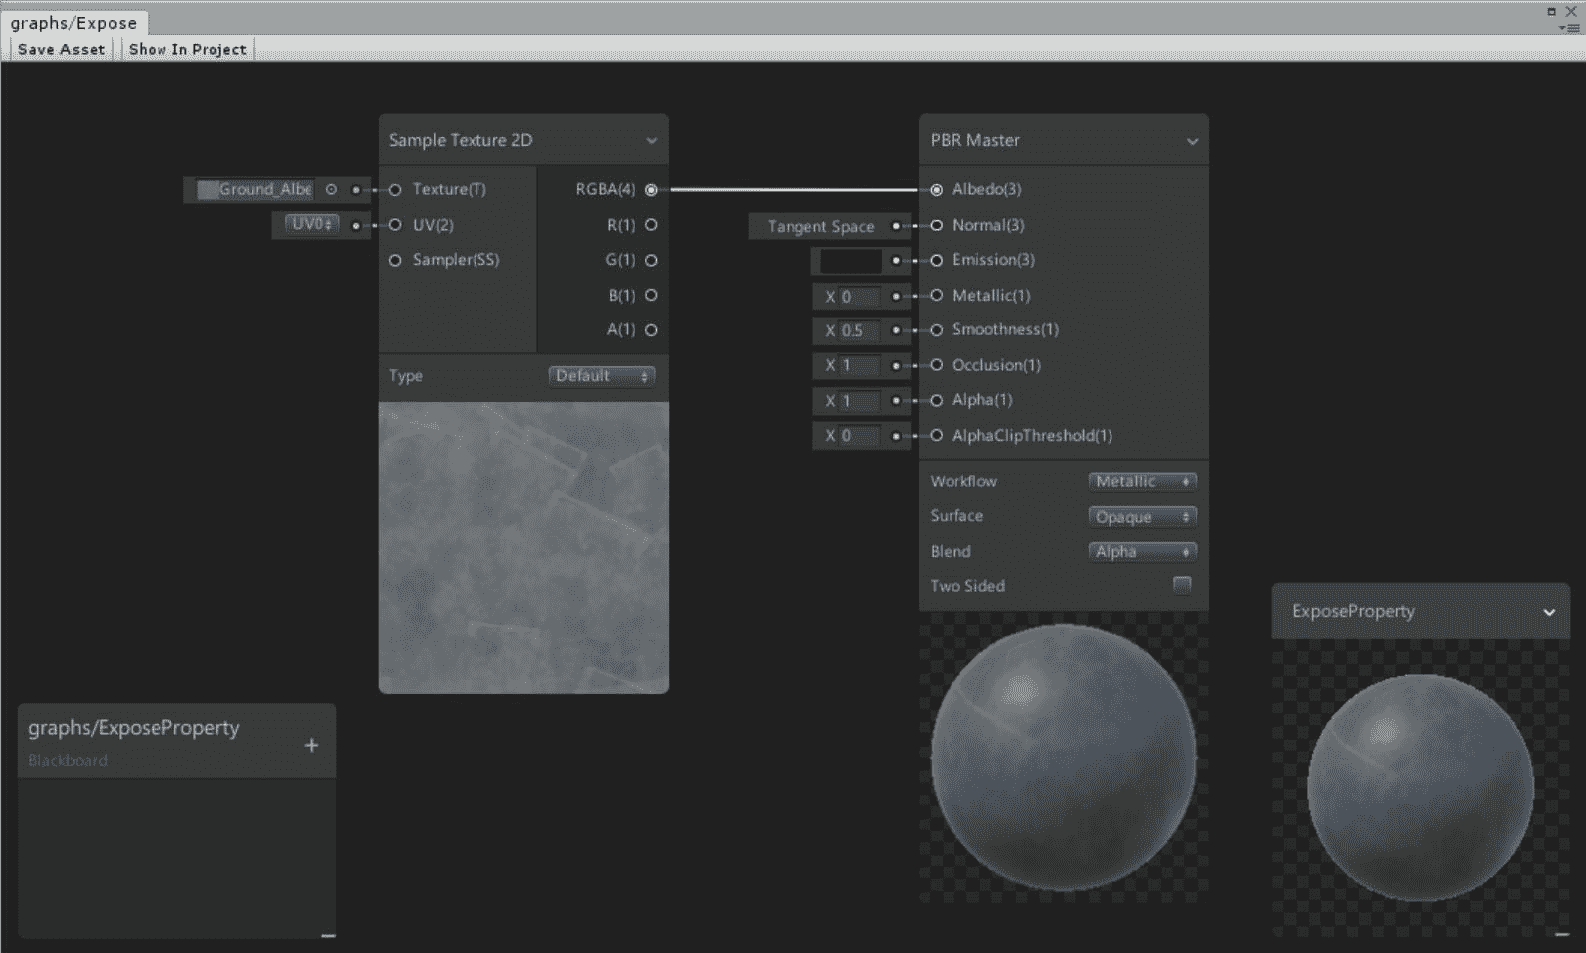 graphs/Expose
Save Asset
Show In Project
Sample Texture 2D
Ground_Albe
Texture(T)
RGBA(4)
UV0
UV(2)
R(1)
Sampler(SS)
G(1)
B(1)
A(1)
Type
Default
PBR Master
Albedo(3)
Tangent Space
Normal(3)
Emission(3)
X 0
Metallic(1)
X 0.5
Smoothness(1)
X 1
Occlusion(1)
X 1
Alpha(1)
X 0
AlphaClipThreshold(1)
Workflow
Metallic
Surface
Opaque
Blend
Alpha
Two Sided
ExposeProperty
graphs/ExposeProperty
Blackboard